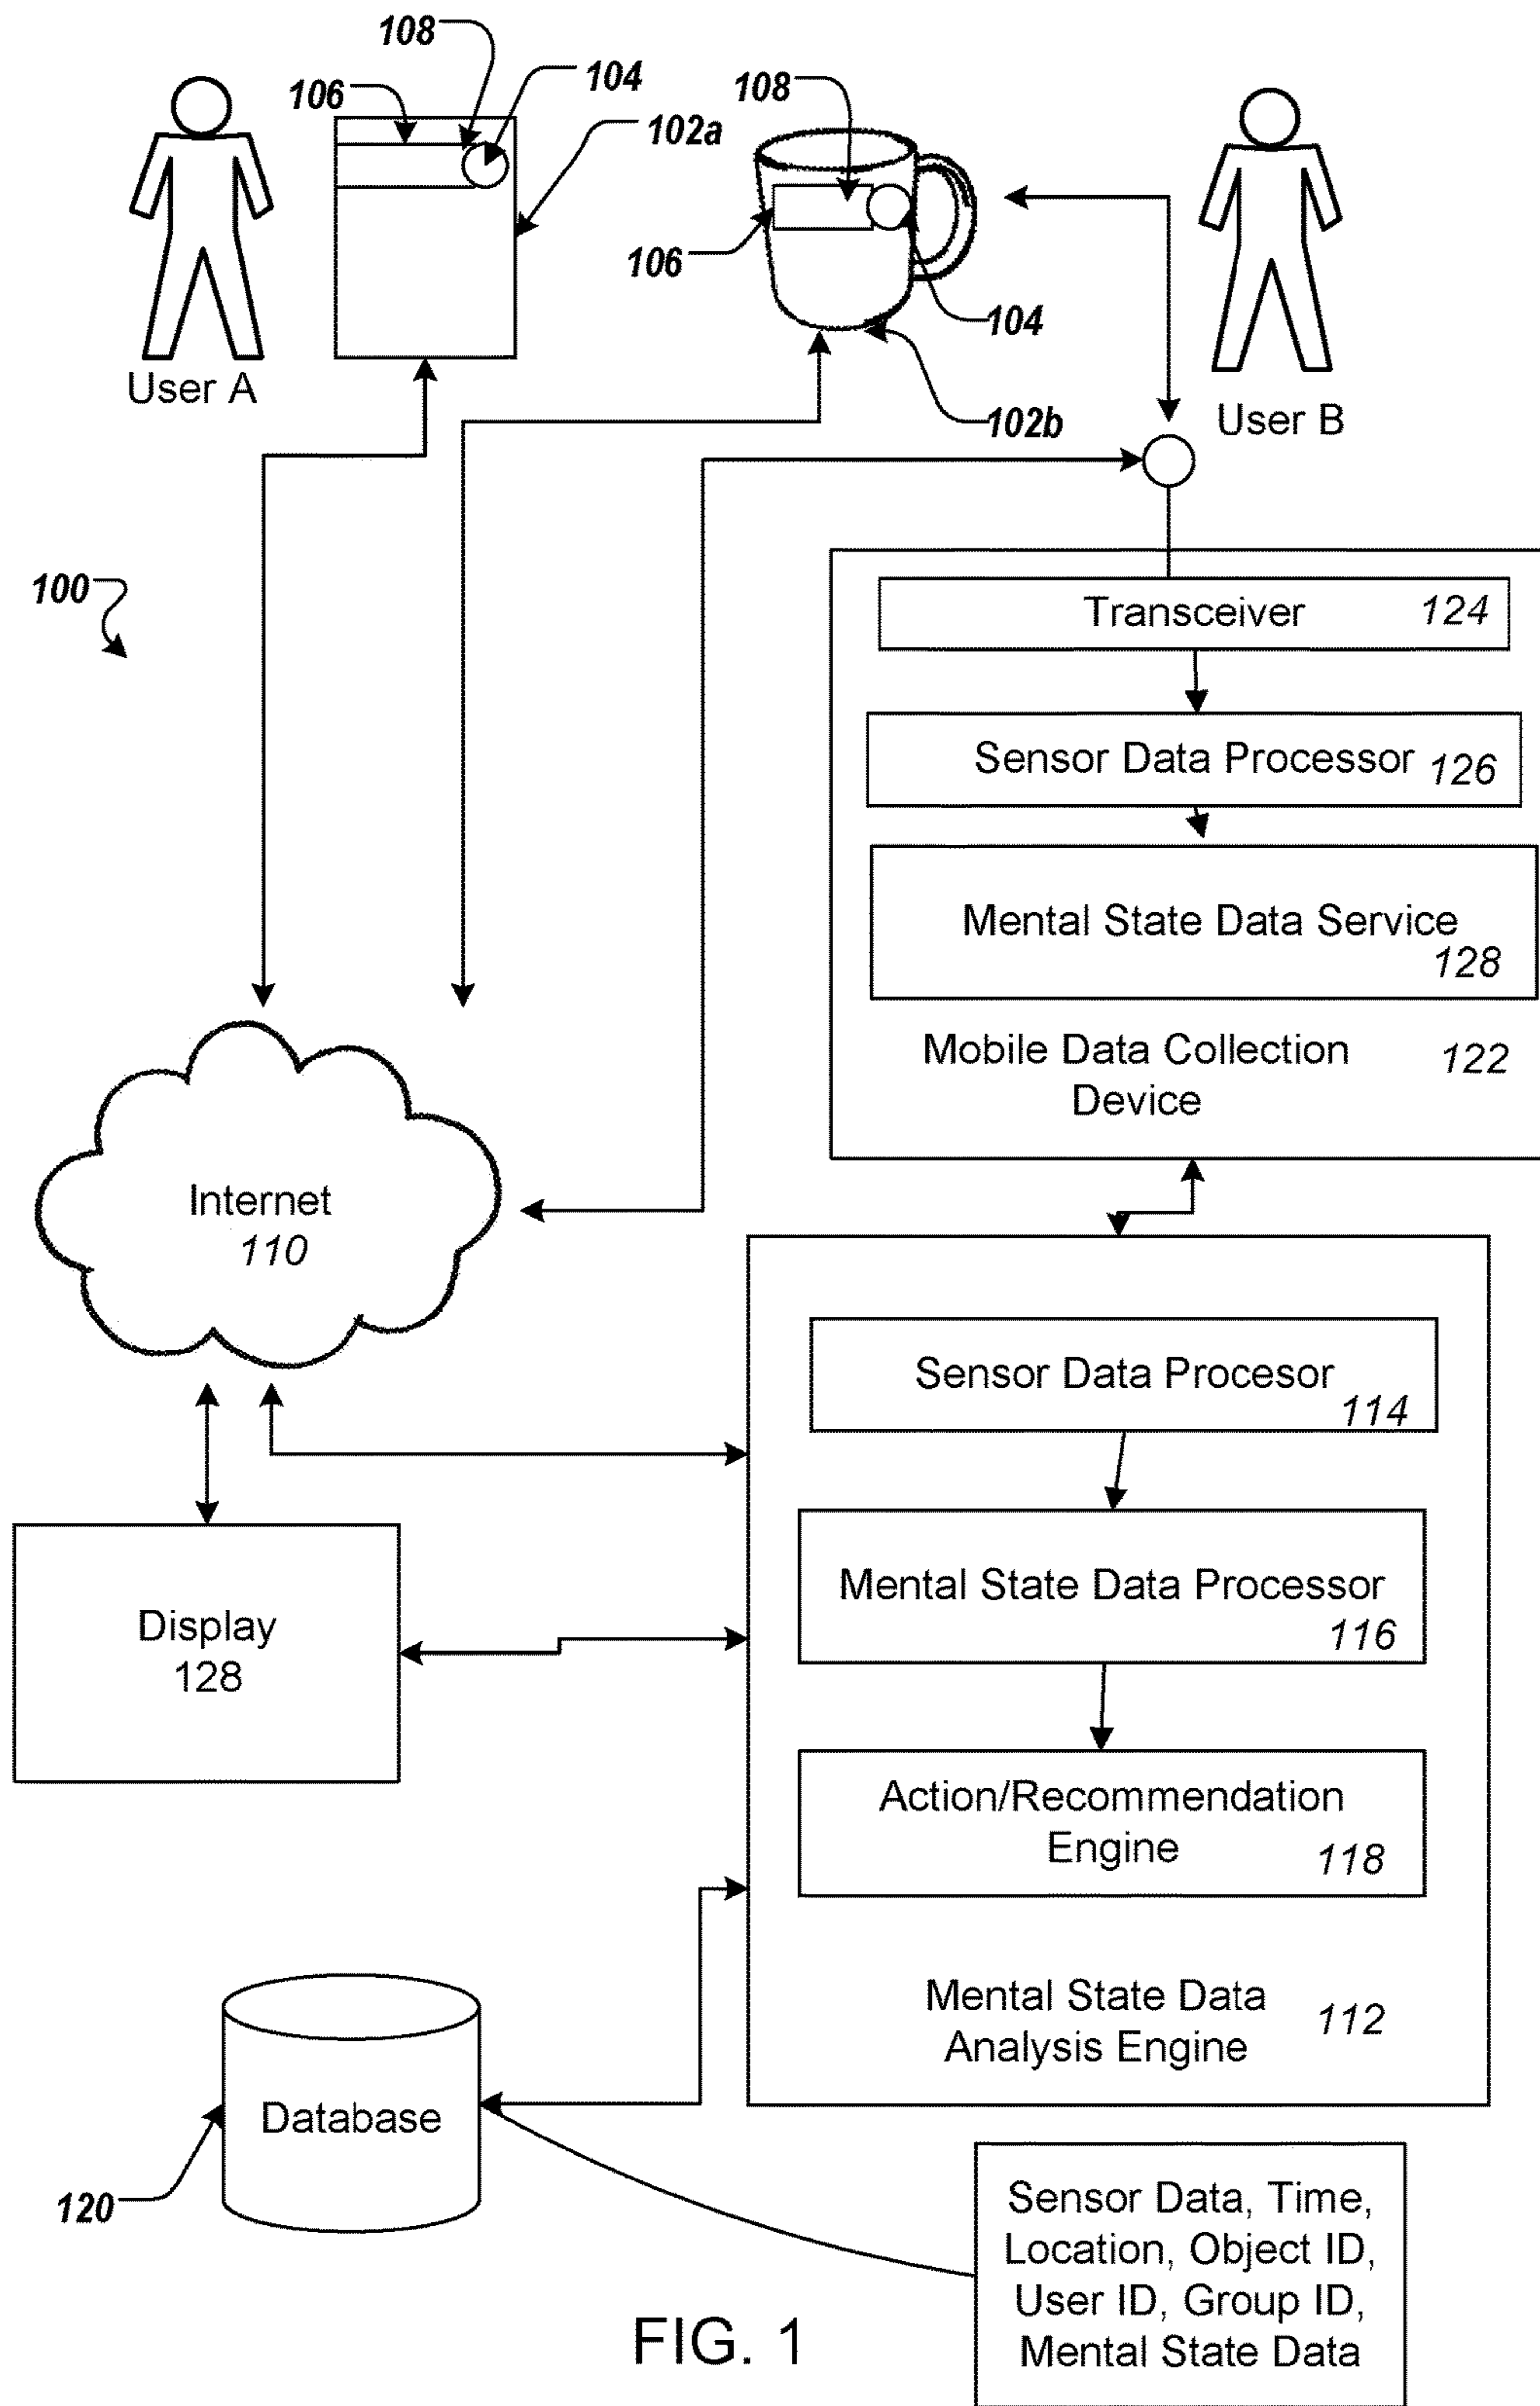 108
104
106
102a
108
106
104
102b
User A
User B
100
Transceiver 124
Sensor Data Processor 126
Mental State Data Service
128
Mobile Data Collection
Device
122
Internet
110
Sensor Data Procesor
114
Mental State Data Processor
116
Display
128
Action/Recommendation
Engine
118
Mental State Data
Analysis Engine
112
Database
120
Sensor Data, Time,
Location, Object ID,
User ID, Group ID,
Mental State Data
FIG. 1